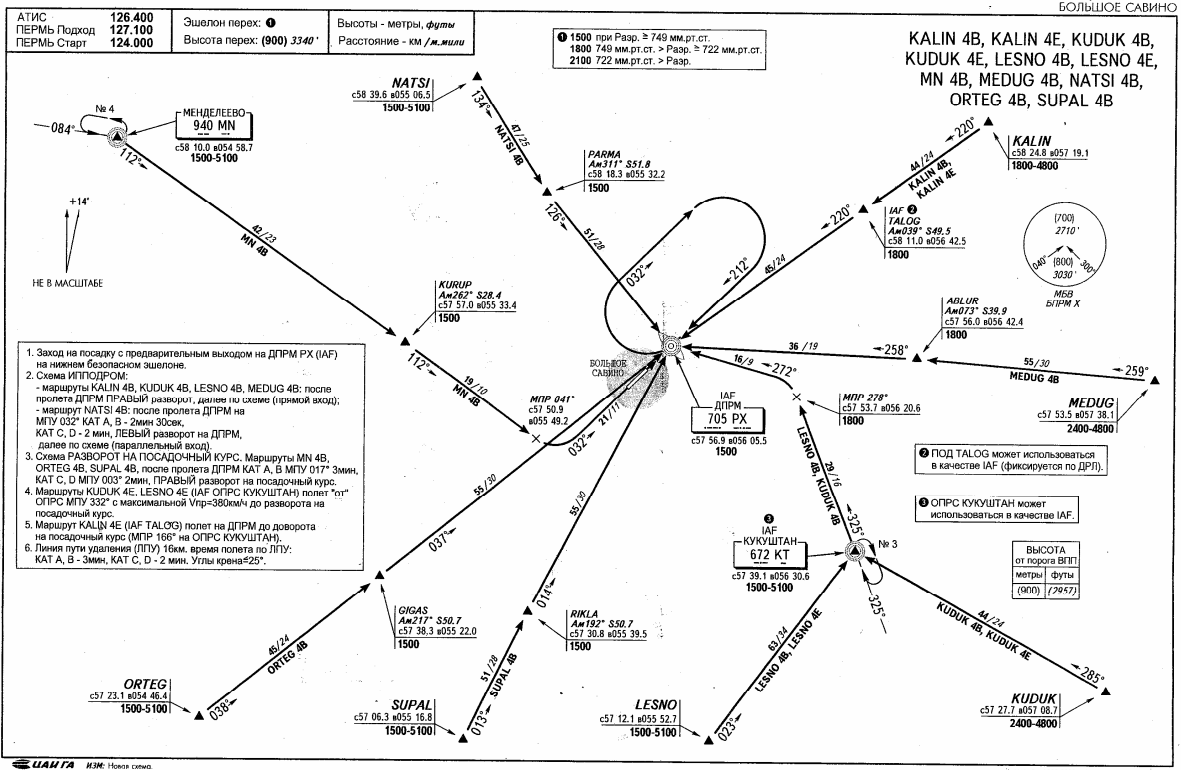 БОЛЬШОЕ САВИНО
АТИС 126.400
ПЕРМЬ Подход 127.100
ПЕРМЬ Старт 124.000
Эшелон перех: ❶
Высота перех: (900) 3340'
Высоты - метры, футы
Расстояние - км /м.мили
❶ 1500 при Раэр. ≥ 749 мм.рт.ст.
1800 749 мм.рт.ст. > Раэр. ≥ 722 мм.рт.ст.
2100 722 мм.рт.ст. > Раэр.
KALIN 4B, KALIN 4E, KUDUK 4B,
KUDUK 4E, LESNO 4B, LESNO 4E,
MN 4B, MEDUG 4B, NATSI 4B,
ORTEG 4B, SUPAL 4B
NATSI
с58 39.6 в055 06.5
1500-5100
134°
47/25
NATSI 4B
№ 4
084°
МЕНДЕЛЕЕВО
940 MN
с58 10.0 в054 58.7
1500-5100
112°
42/23
MN 4B
PARMA
Ам311° S51.8
с58 18.3 в055 32.2
1500
126°
51/28
220°
KALIN
с58 24.8 в057 19.1
1800-4800
44/24
KALIN 4B,
KALIN 4E
IAF ❷
TALOG
Ам039° S49.5
с58 11.0 в056 42.5
1800
220°
45/24
032°
212°
(700)
2710'
040°
(800)
3030'
300°
МБВ
БПРМ X
+14°
НЕ В МАСШТАБЕ
KURUP
Ам262° S28.4
с57 57.0 в055 33.4
1500
112°
19/10
MN 4B
ABLUR
Ам073° S39.9
с57 56.0 в056 42.4
1800
258°
36/19
259°
55/30
MEDUG 4B
MEDUG
с57 53.5 в057 38.1
2400-4800
БОЛЬШОЕ
САВИНО
МПР 041°
с57 50.9
в055 49.2
032°
21/11
IAF
ДПРМ
705 PX
с57 56.9 в056 05.5
1500
16/9
272°
МПР 278°
с57 53.7 в056 20.6
1800
1. Заход на посадку с предварительным выходом на ДПРМ PX (IAF)
на нижнем безопасном эшелоне.
2. Схема ИППОДРОМ:
- маршруты KALIN 4B, KUDUK 4B, LESNO 4B, MEDUG 4B: после
пролета ДПРМ ПРАВЫЙ разворот, далее по схеме (прямой вход);
- маршрут NATSI 4B: после пролета ДПРМ на
МПУ 032° КАТ А, В - 2мин 30сек,
КАТ С, D - 2 мин, ЛЕВЫЙ разворот на ДПРМ,
далее по схеме (параллельный вход).
3. Схема РАЗВОРОТ НА ПОСАДОЧНЫЙ КУРС. Маршруты MN 4B,
ORTEG 4B, SUPAL 4B, после пролета ДПРМ КАТ А, В МПУ 017° 3мин,
КАТ С, D МПУ 003° 2мин, ПРАВЫЙ разворот на посадочный курс.
4. Маршруты KUDUK 4E, LESNO 4E (IAF ОПРС КУКУШТАН) полет "от"
ОПРС МПУ 332° с максимальной Vпр=380км/ч до разворота на
посадочный курс.
5. Маршрут KALIN 4E (IAF TALOG) полет на ДПРМ до доворота
на посадочный курс (МПР 166° на ОПРС КУКУШТАН).
6. Линия пути удаления (ЛПУ) 16км. время полета по ЛПУ:
КАТ А, В - 3мин, КАТ С, D - 2 мин. Углы крена≤25°.
❷ ПОД TALOG может использоваться
в качестве IAF (фиксируется по ДРЛ).
❸ ОПРС КУКУШТАН может
использоваться в качестве IAF.
ВЫСОТА
от порога ВПП
метры футы
(900) (2957)
29/16
LESNO 4B, KUDUK 4B
325°
❸
IAF
КУКУШТАН
672 KT
с57 39.1 в056 30.6
1500-5100
№ 3
325°
55/30
037°
55/30
014°
GIGAS
Ам217° S50.7
с57 38.3 в055 22.0
1500
RIKLA
Ам192° S50.7
с57 30.8 в055 39.5
1500
63/34
LESNO 4B, LESNO 4E
44/24
KUDUK 4B, KUDUK 4E
285°
KUDUK
с57 27.7 в057 08.7
2400-4800
ORTEG
с57 23.1 в054 46.4
1500-5100
038°
45/24
ORTEG 4B
SUPAL
с57 06.3 в055 16.8
1500-5100
013°
51/28
SUPAL 4B
LESNO
с57 12.1 в055 52.7
1500-5100
023°
ЦАИ ГА ИЗМ: Новая схема.